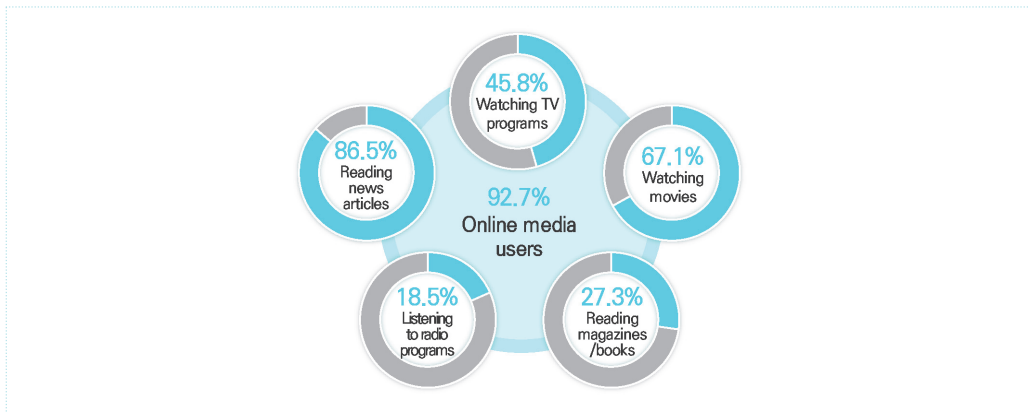 45.8%
Watching TV
programs
86.5%
Reading
news
articles
67.1%
Watching
movies
92.7%
Online media
users
18.5%
Listening
to radio
programs
27.3%
Reading
magazines
/books